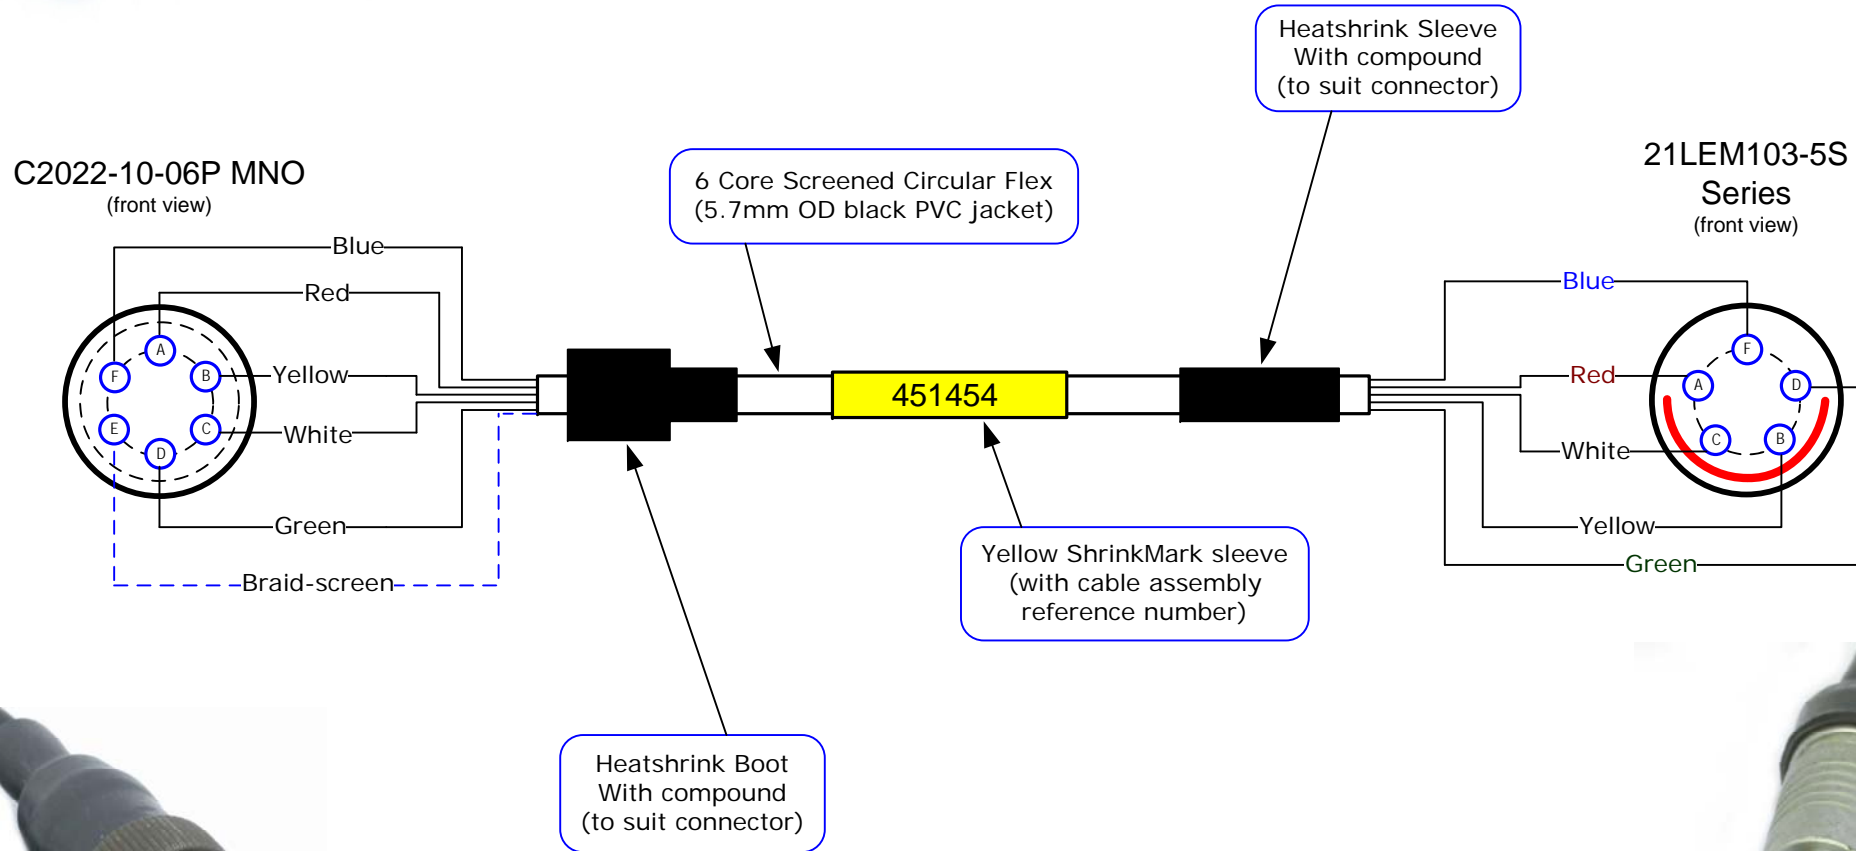 Heatshrink Sleeve
With compound
(to suit connector)
C2022-10-06P MNO
(front view)
6 Core Screened Circular Flex
(5.7mm OD black PVC jacket)
21LEM103-5S
Series
(front view)
Blue
Red
Yellow
White
Green
Braid-screen
A
B
C
D
E
F
451454
Blue
Red
White
Yellow
Green
F
A
D
C
B
Yellow ShrinkMark sleeve
(with cable assembly
reference number)
Heatshrink Boot
With compound
(to suit connector)